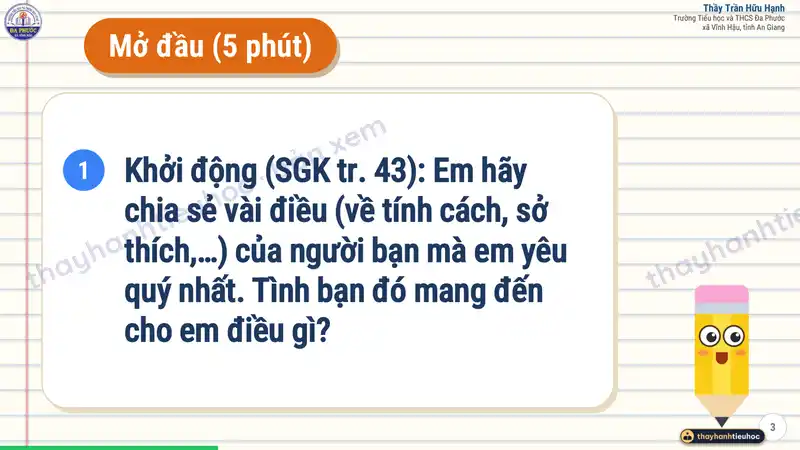 Thầy Trần Hữu Hạnh
Trường Tiểu học và THCS Đa Phước
xã Vĩnh Hậu, tỉnh An Giang
ĐA PHƯỚC
Mở đầu (5 phút)
1
Khởi động (SGK tr. 43): Em hãy
chia sẻ vài điều (về tính cách, sở
thích,...) của người bạn mà em yêu
quý nhất. Tình bạn đó mang đến
cho em điều gì?
thayhanhtieuhoc
3